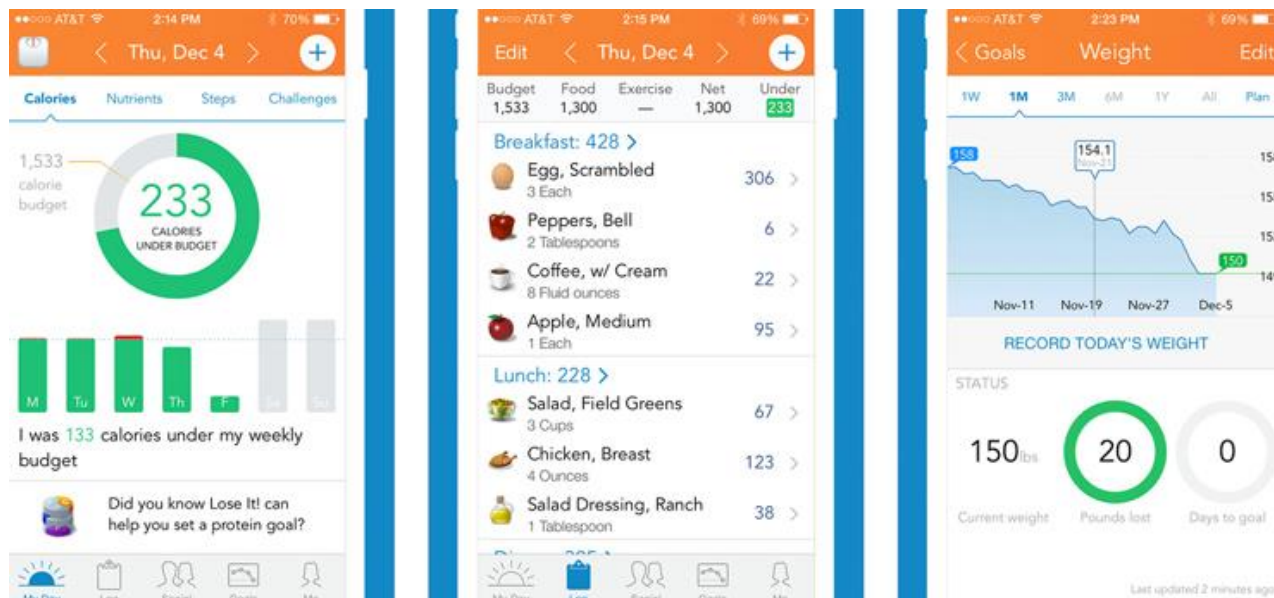 AT&T 2:14 PM 70%
Thu, Dec 4
Calories Nutrients Steps Challenges
1,533
calorie
budget
233
CALORIES
UNDER BUDGET
M Tu W Th F Sa Su
I was 133 calories under my weekly
budget
Did you know Lose It! can
help you set a protein goal?
AT&T 2:15 PM 69%
Edit Thu, Dec 4
Budget Food Exercise Net Under
1,533 1,300 — 1,300 233
Breakfast: 428
Egg, Scrambled 306
3 Each
Peppers, Bell 6
2 Tablespoons
Coffee, w/ Cream 22
8 Fluid ounces
Apple, Medium 95
1 Each
Lunch: 228
Salad, Field Greens 67
3 Cups
Chicken, Breast 123
4 Ounces
Salad Dressing, Ranch 38
1 Tablespoon
AT&T 2:23 PM 69%
Goals Weight Edit
1W 1M 3M 6M 1Y All Plan
158
154.1
Nov-21
150
Nov-11 Nov-19 Nov-27 Dec-5
RECORD TODAY'S WEIGHT
STATUS
150 lbs 20 0
Current weight Pounds lost Days to goal
Last updated 2 minutes ago